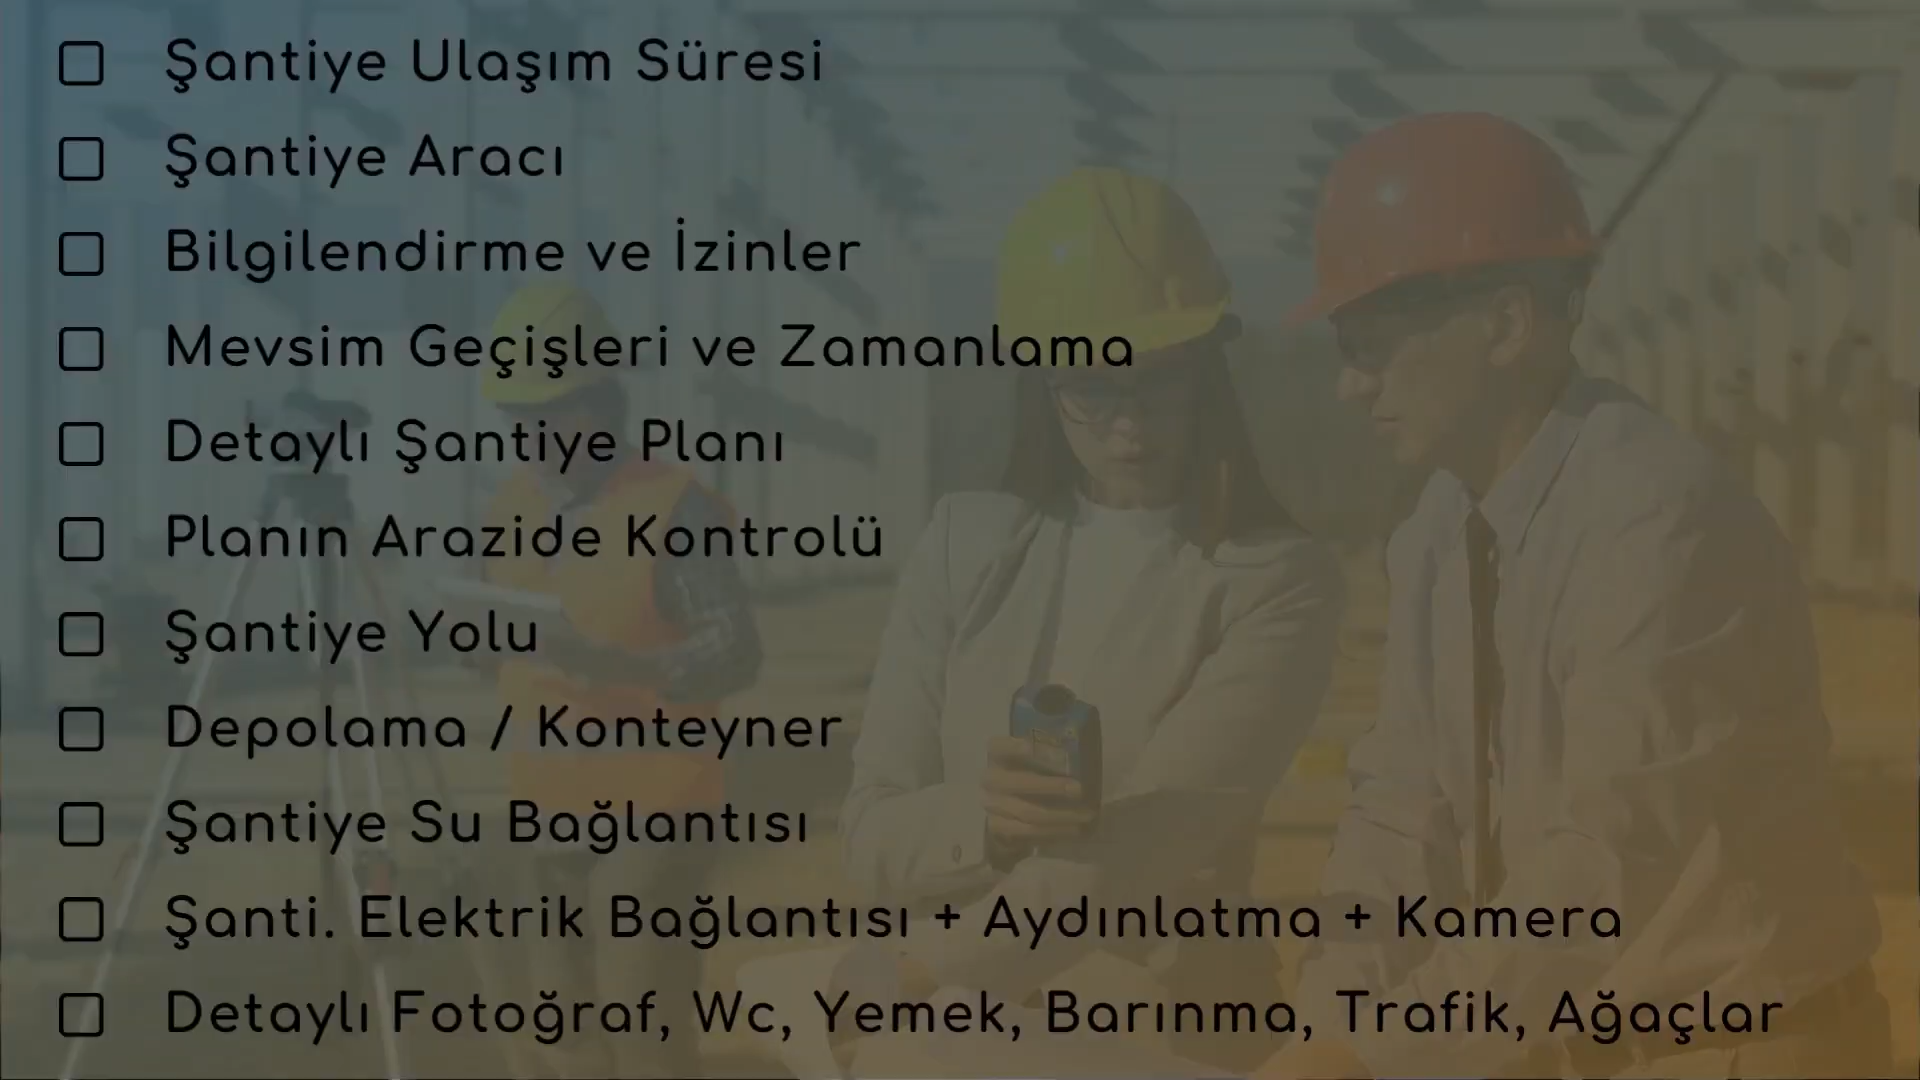 Şantiye Ulaşım Süresi
Şantiye Aracı
Bilgilendirme ve İzinler
Mevsim Geçişleri ve Zamanlama
Detaylı Şantiye Planı
Planın Arazide Kontrolü
Şantiye Yolu
Depolama / Konteyner
Şantiye Su Bağlantısı
Şanti. Elektrik Bağlantısı + Aydınlatma + Kamera
Detaylı Fotoğraf, Wc, Yemek, Barınma, Trafik, Ağaçlar